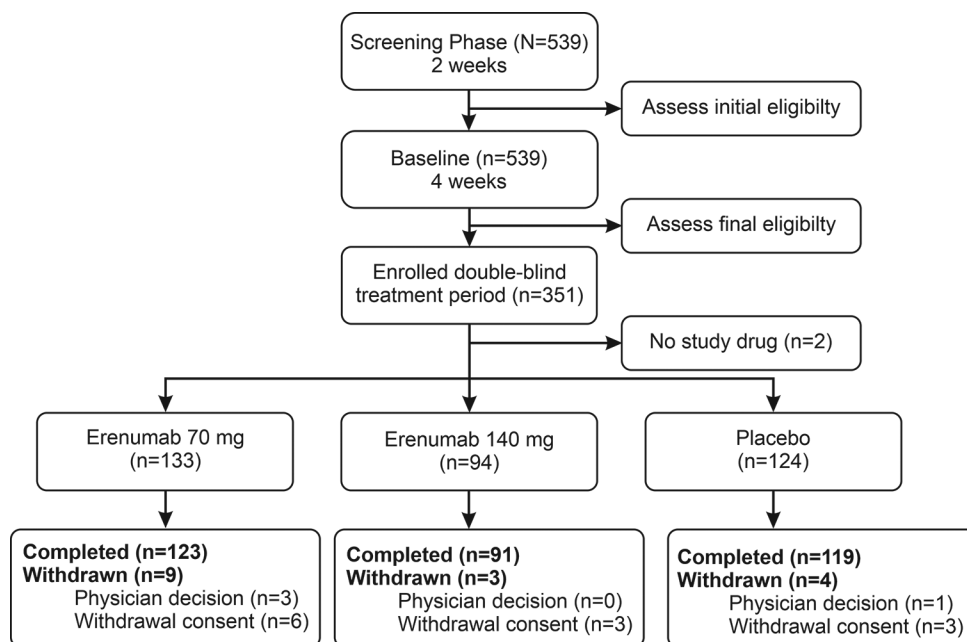 Screening Phase (N=539)
2 weeks
Assess initial eligibilty
Baseline (n=539)
4 weeks
Assess final eligibilty
Enrolled double-blind
treatment period (n=351)
No study drug (n=2)
Erenumab 70 mg
(n=133)
Erenumab 140 mg
(n=94)
Placebo
(n=124)
Completed (n=123)
Withdrawn (n=9)
Physician decision (n=3)
Withdrawal consent (n=6)
Completed (n=91)
Withdrawn (n=3)
Physician decision (n=0)
Withdrawal consent (n=3)
Completed (n=119)
Withdrawn (n=4)
Physician decision (n=1)
Withdrawal consent (n=3)